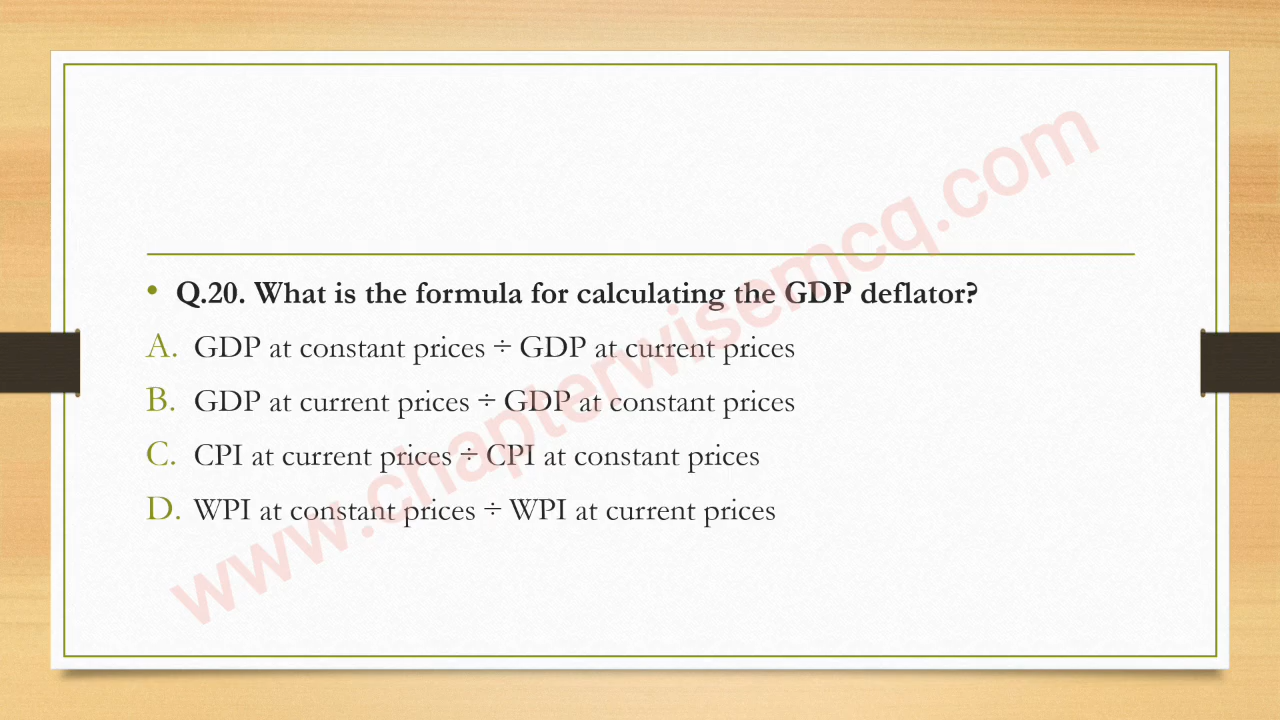 • Q.20. What is the formula for calculating the GDP deflator?
A. GDP at constant prices ÷ GDP at current prices
B. GDP at current prices ÷ GDP at constant prices
C. CPI at current prices ÷ CPI at constant prices
D. WPI at constant prices ÷ WPI at current prices
www.chapterwisemcq.com